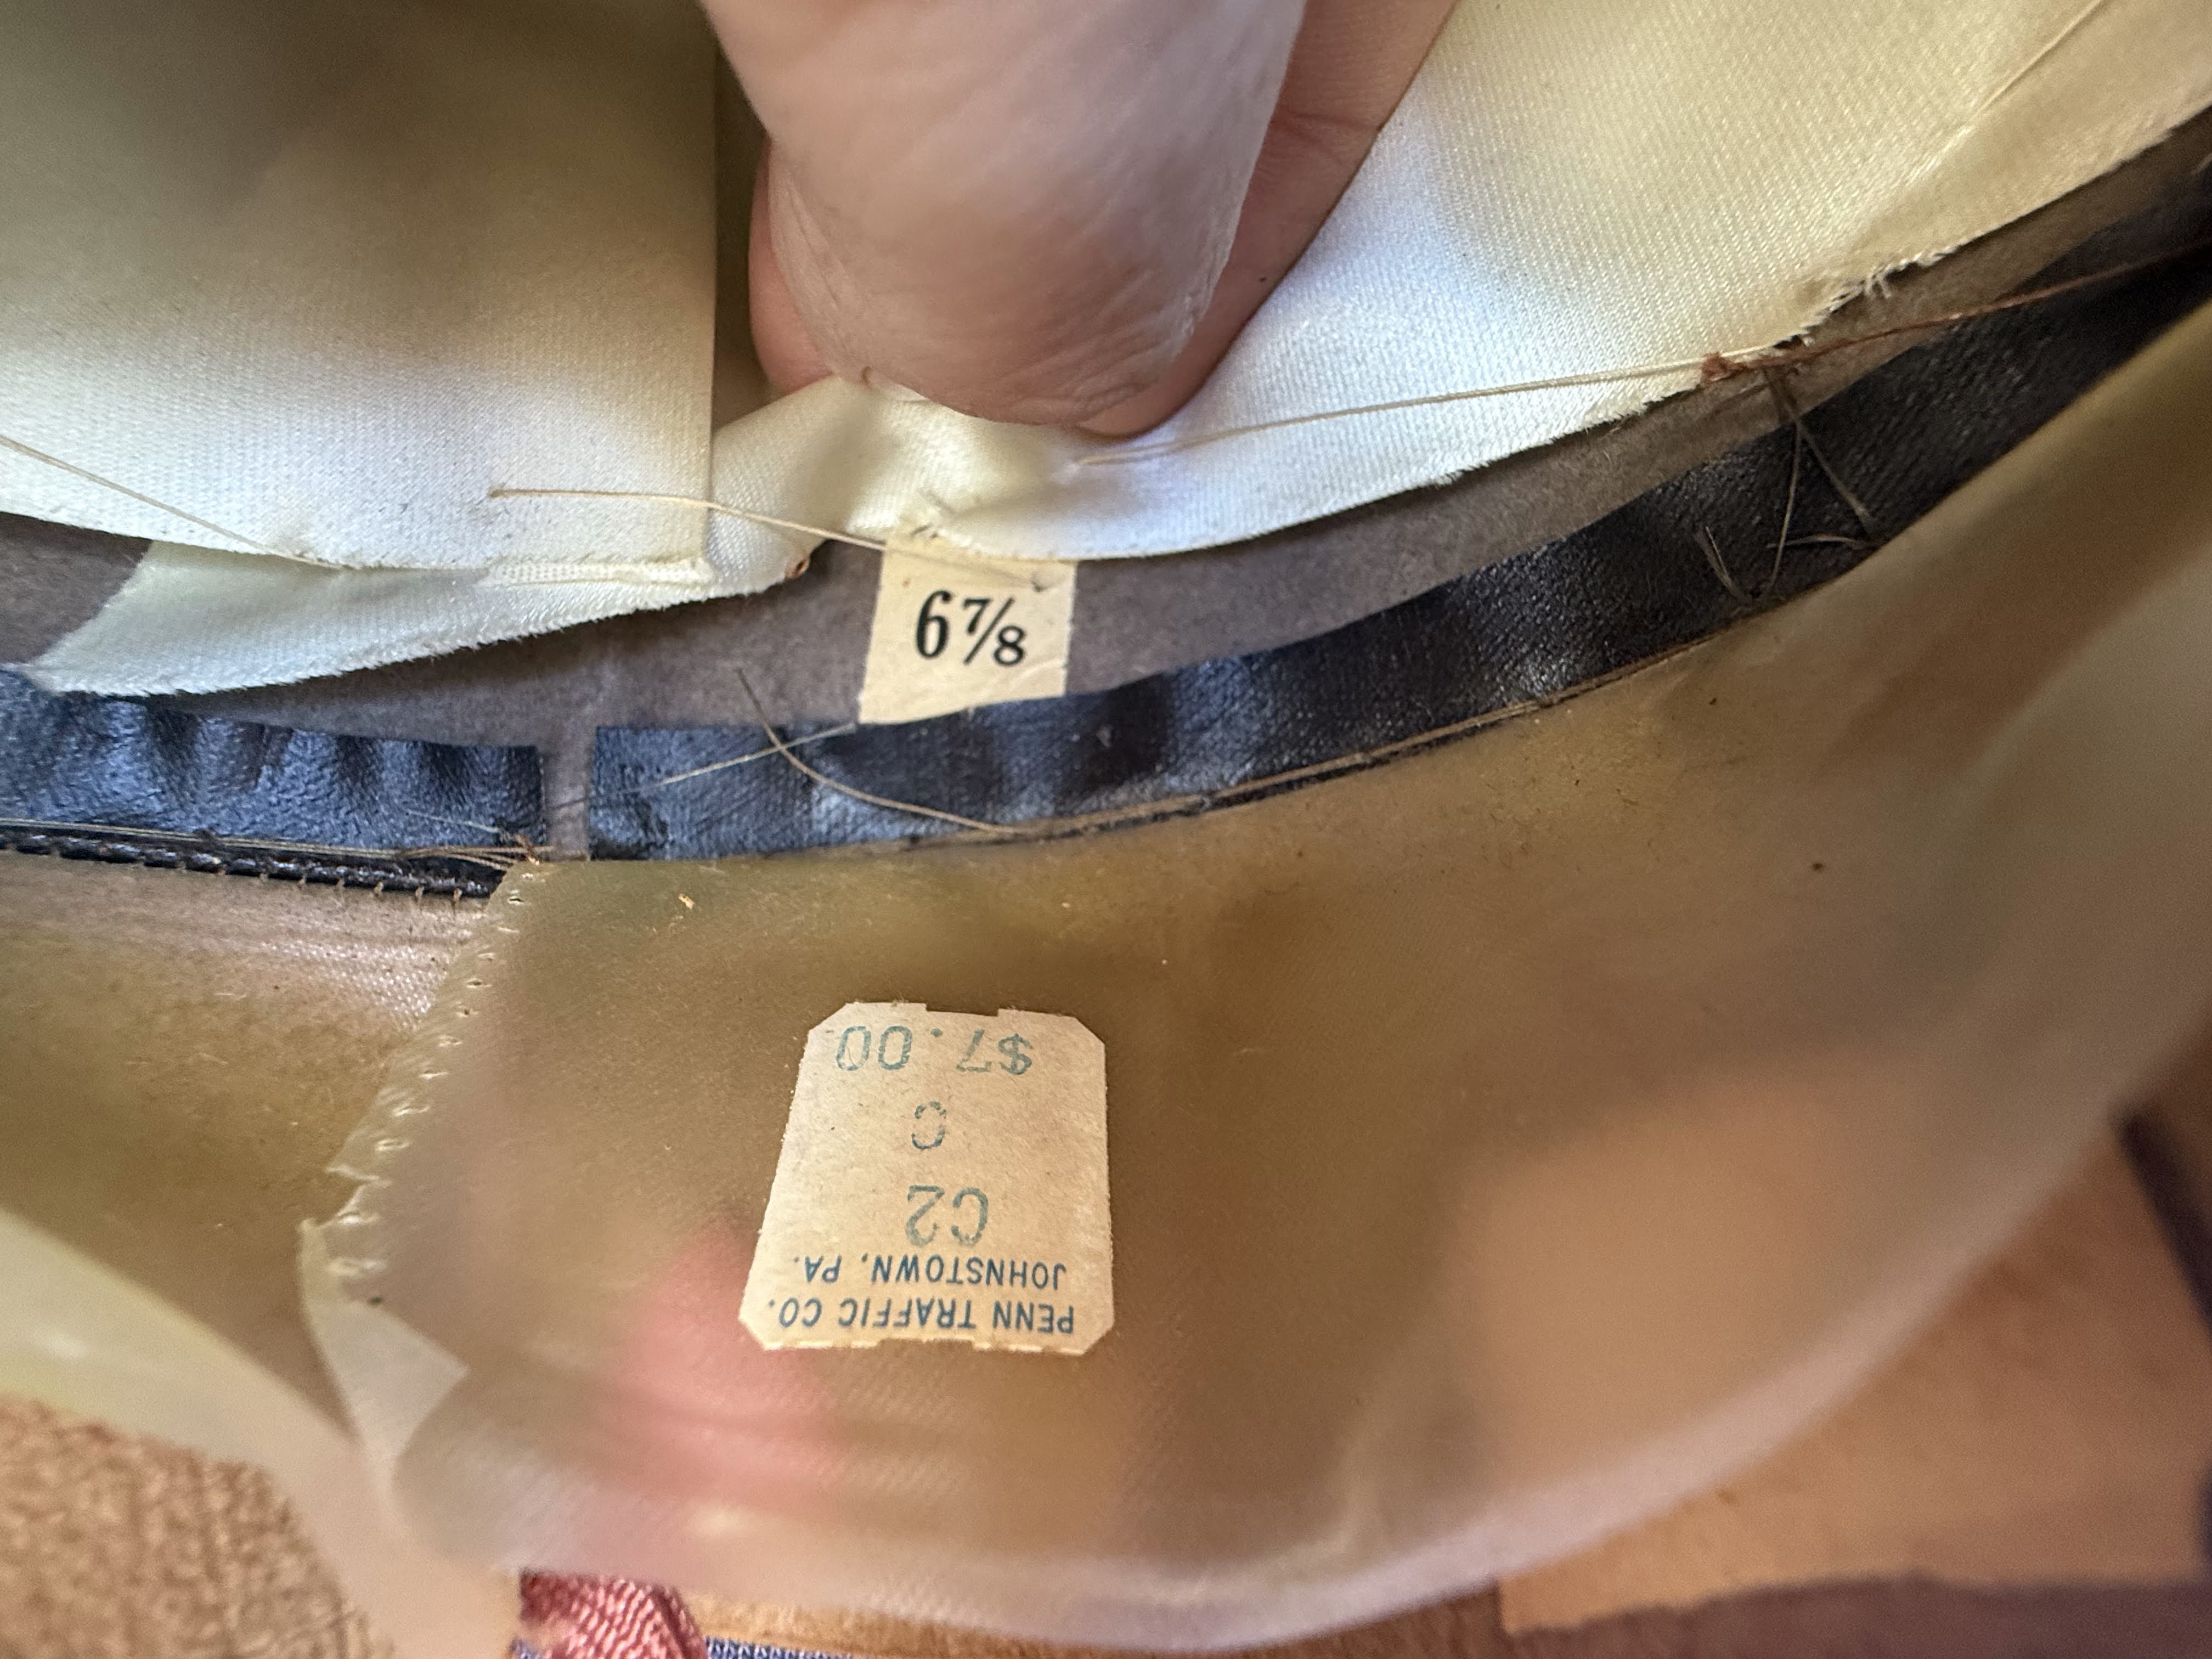 6⅞
PENN TRAFFIC CO.
JOHNSTOWN, PA.
C2
C
$7.00